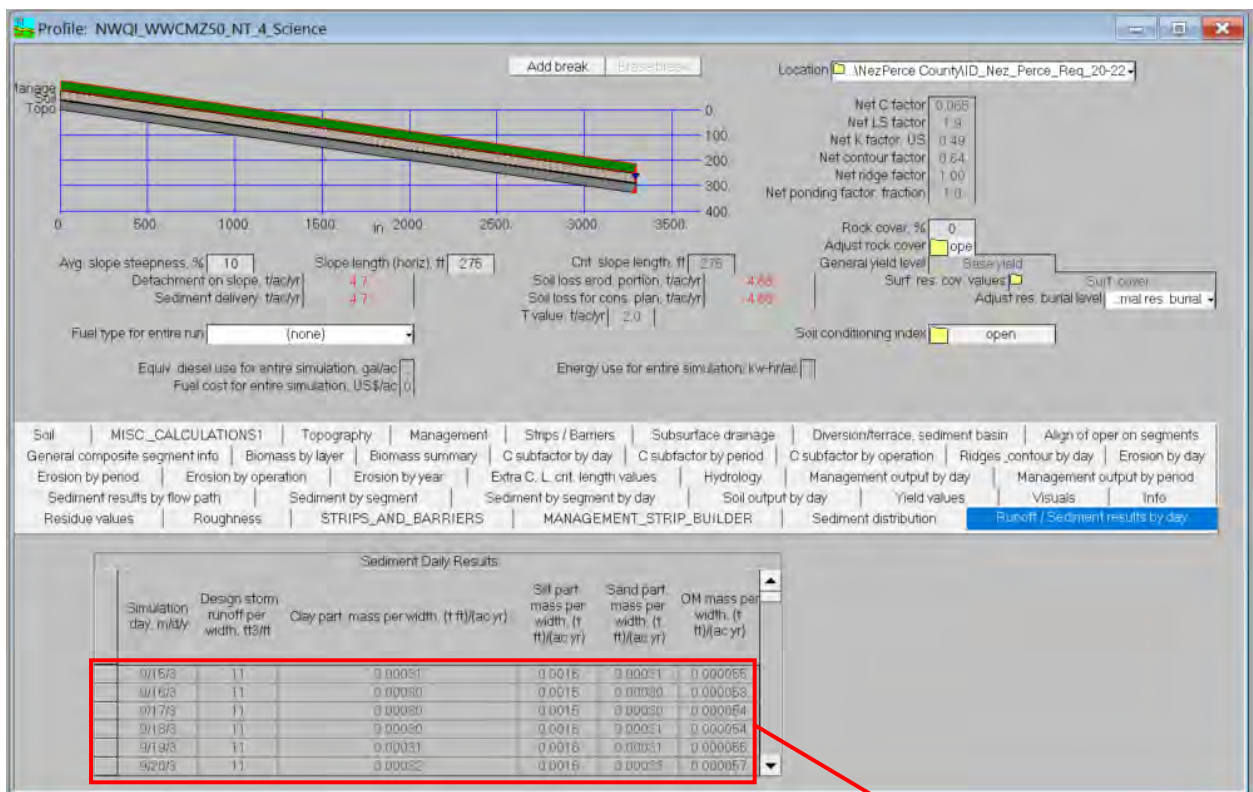 Profile: NWQI_WWCMZ50_NT_4_Science
Add break Erase break
Location \NezPerce County\ID_Nez_Perce_Req_20-22
Manage
Soil
Topo
0.
100.
200.
300.
400.
0. 500. 1000. 1500. in 2000. 2500. 3000. 3500.
Net C factor 0.065
Net LS factor 1.9
Net K factor, US 0.49
Net contour factor 0.64
Net ridge factor 1.00
Net ponding factor, fraction 1.0
Rock cover, % 0
Adjust rock cover ope
General yield level Base yield
Surf. res. cov. values Surf. cover
Adjust res. burial level ..mal res. burial
Avg. slope steepness, % 10 Slope length (horiz), ft 275 Crit. slope length, ft 275
Detachment on slope, t/ac/yr 4.7 Soil loss erod. portion, t/ac/yr 4.66
Sediment delivery, t/ac/yr 4.7 Soil loss for cons. plan, t/ac/yr 4.66
T value, t/ac/yr 2.0
Fuel type for entire run (none)
Soil conditioning index open
Equiv. diesel use for entire simulation, gal/ac
Energy use for entire simulation, kw-hr/ac
Fuel cost for entire simulation, US$/ac 0
Soil MISC_CALCULATIONS1 Topography Management Strips / Barriers Subsurface drainage Diversion/terrace, sediment basin Align of oper on segments
General composite segment info Biomass by layer Biomass summary C subfactor by day C subfactor by period C subfactor by operation Ridges_contour by day Erosion by day
Erosion by period Erosion by operation Erosion by year Extra C. L. crit. length values Hydrology Management output by day Management output by period
Sediment results by flow path Sediment by segment Sediment by segment by day Soil output by day Yield values Visuals Info
Residue values Roughness STRIPS_AND_BARRIERS MANAGEMENT_STRIP_BUILDER Sediment distribution Runoff / Sediment results by day
Sediment Daily Results
Simulation day, m/d/y Design storm runoff per width, ft3/ft Clay part. mass per width, (t ft)/(ac yr) Silt part. mass per width, (t ft)/(ac yr) Sand part. mass per width, (t ft)/(ac yr) OM mass per width, (t ft)/(ac yr)
9/15/3 11 0.00031 0.0016 0.00031 0.000055
9/16/3 11 0.00030 0.0015 0.00030 0.000053
9/17/3 11 0.00030 0.0015 0.00030 0.000054
9/18/3 11 0.00030 0.0016 0.00031 0.000054
9/19/3 11 0.00031 0.0016 0.00031
9/20/3 11 0.00032 0.0016 0.000057